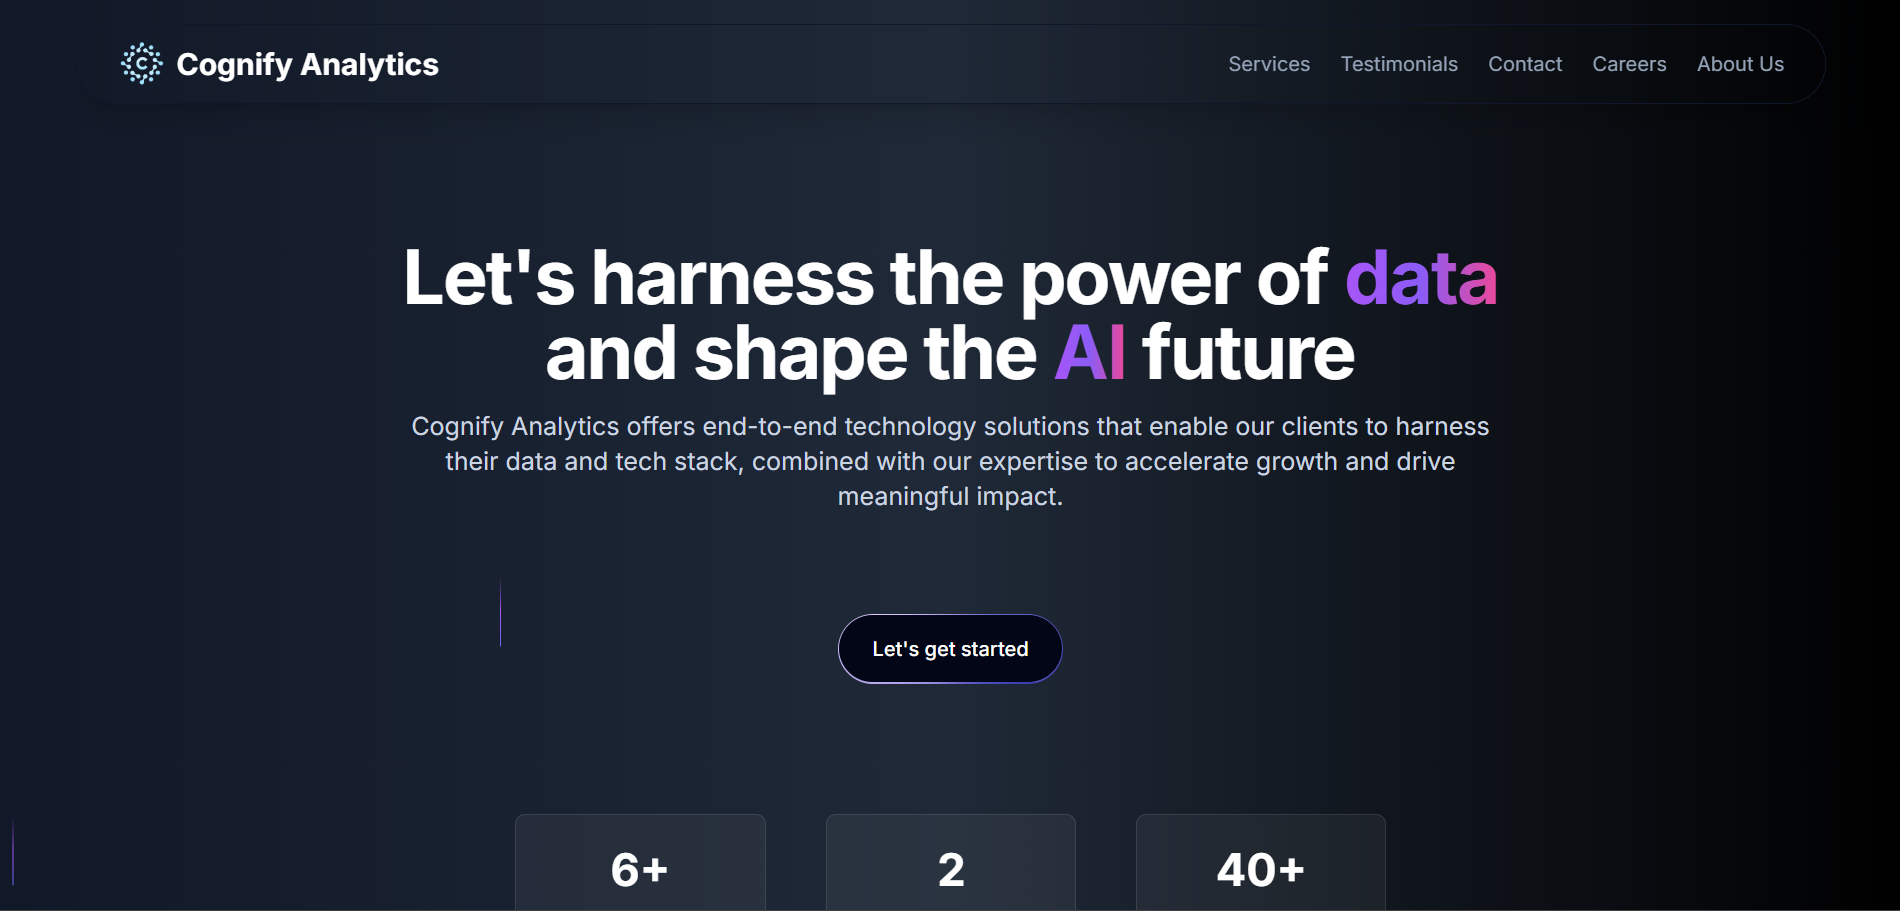 Cognify Analytics
Services Testimonials Contact Careers About Us
Let's harness the power of data
and shape the AI future
Cognify Analytics offers end-to-end technology solutions that enable our clients to harness
their data and tech stack, combined with our expertise to accelerate growth and drive
meaningful impact.
Let's get started
6+ 2 40+